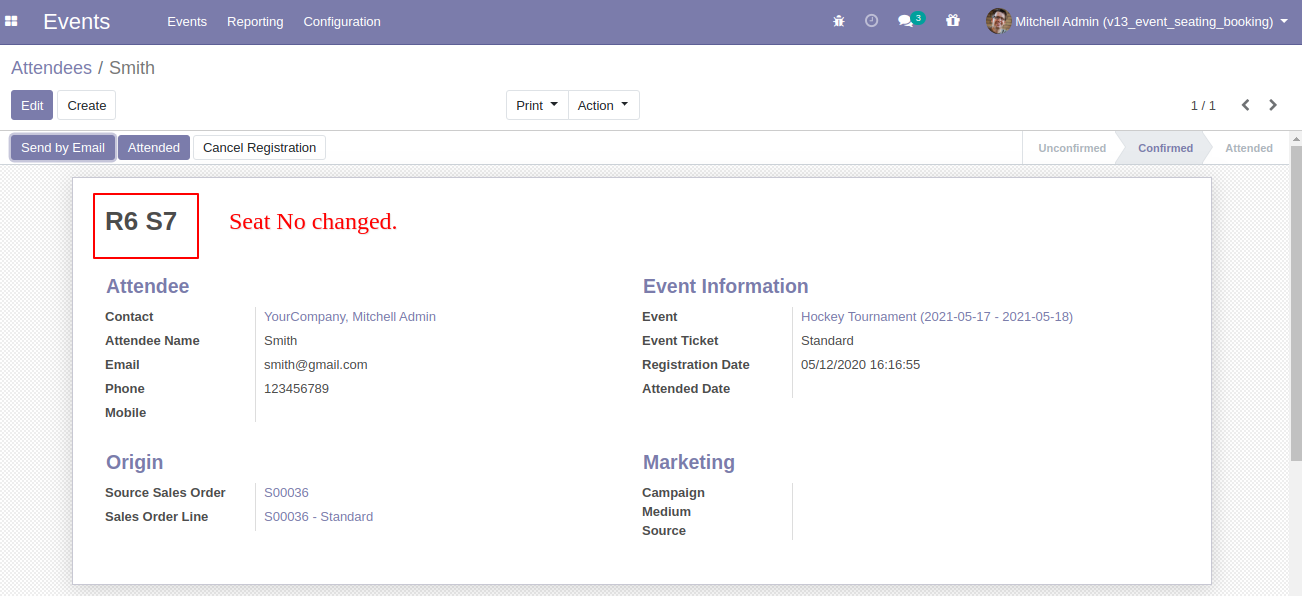 Events Events Reporting Configuration 3 Mitchell Admin (v13_event_seating_booking)
Attendees / Smith
Edit Create Print Action 1 / 1
Send by Email Attended Cancel Registration Unconfirmed Confirmed Attended
R6 S7 Seat No changed.
Attendee
Contact YourCompany, Mitchell Admin
Attendee Name Smith
Email smith@gmail.com
Phone 123456789
Mobile
Event Information
Event Hockey Tournament (2021-05-17 - 2021-05-18)
Event Ticket Standard
Registration Date 05/12/2020 16:16:55
Attended Date
Origin
Source Sales Order S00036
Sales Order Line S00036 - Standard
Marketing
Campaign
Medium
Source